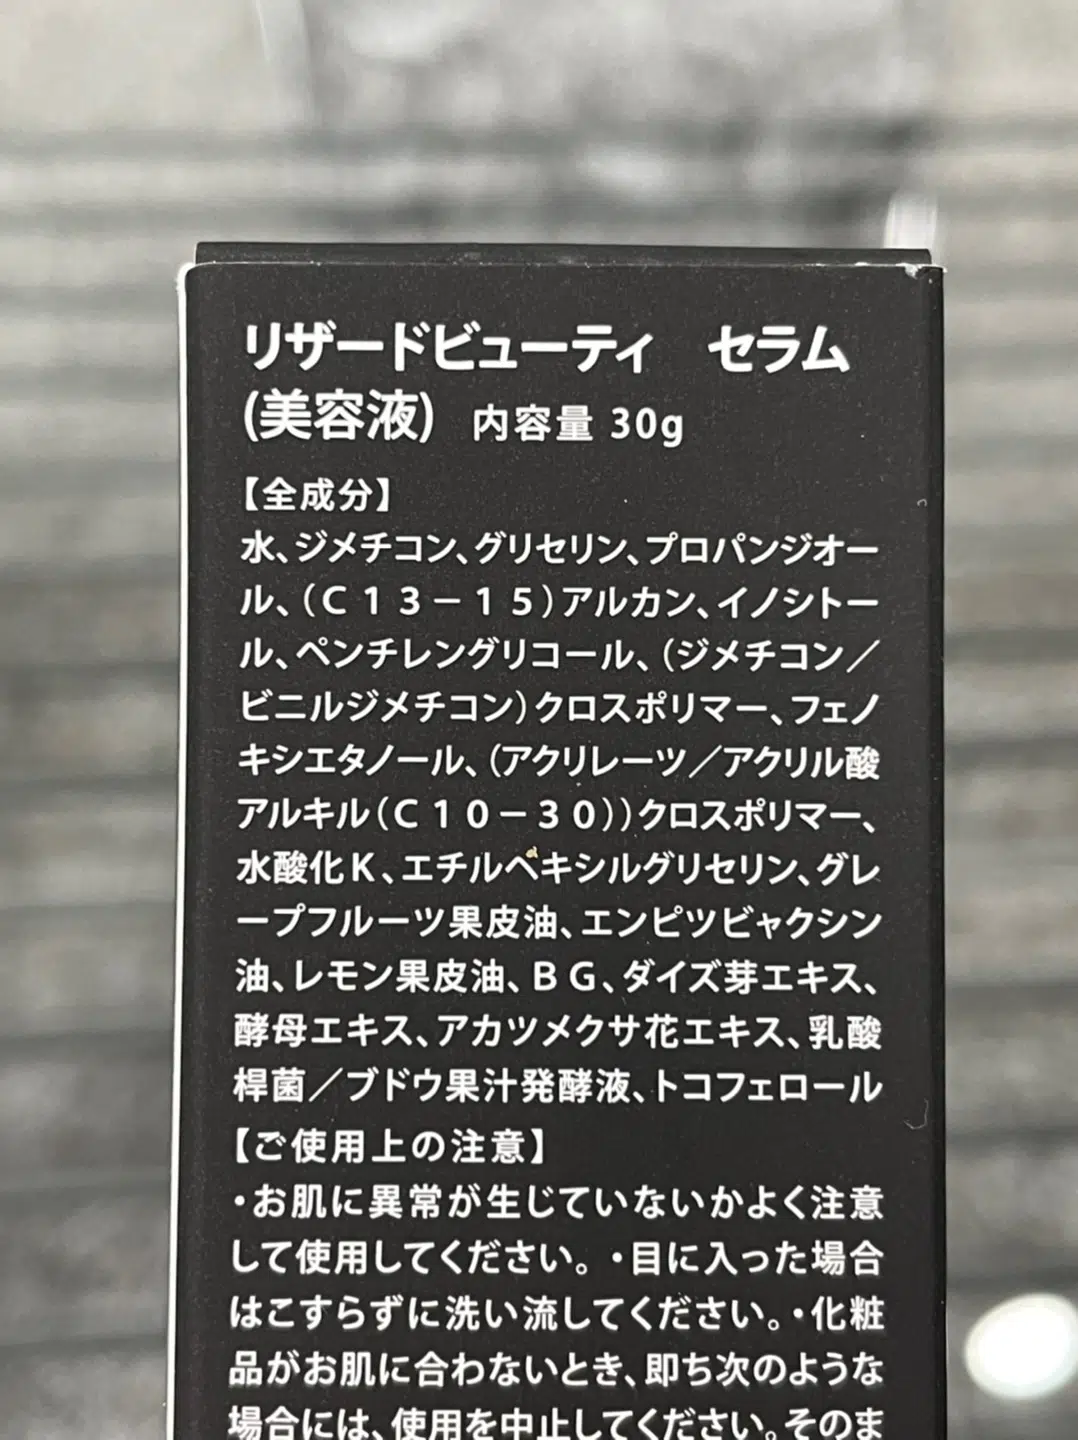 リザードビューティ　セラム
(美容液)　内容量 30g
【全成分】
水、ジメチコン、グリセリン、プロパンジオー
ル、（Ｃ１３－１５）アルカン、イノシトー
ル、ペンチレングリコール、（ジメチコン／
ビニルジメチコン）クロスポリマー、フェノ
キシエタノール、（アクリレーツ／アクリル酸
アルキル（Ｃ１０－３０））クロスポリマー、
水酸化Ｋ、エチルヘキシルグリセリン、グレ
ープフルーツ果皮油、エンピツビャクシン
油、レモン果皮油、ＢＧ、ダイズ芽エキス、
酵母エキス、アカツメクサ花エキス、乳酸
桿菌／ブドウ果汁発酵液、トコフェロール
【ご使用上の注意】
・お肌に異常が生じていないかよく注意
して使用してください。・目に入った場合
はこすらずに洗い流してください。・化粧
品がお肌に合わないとき、即ち次のような
場合には、使用を中止してください。そのま